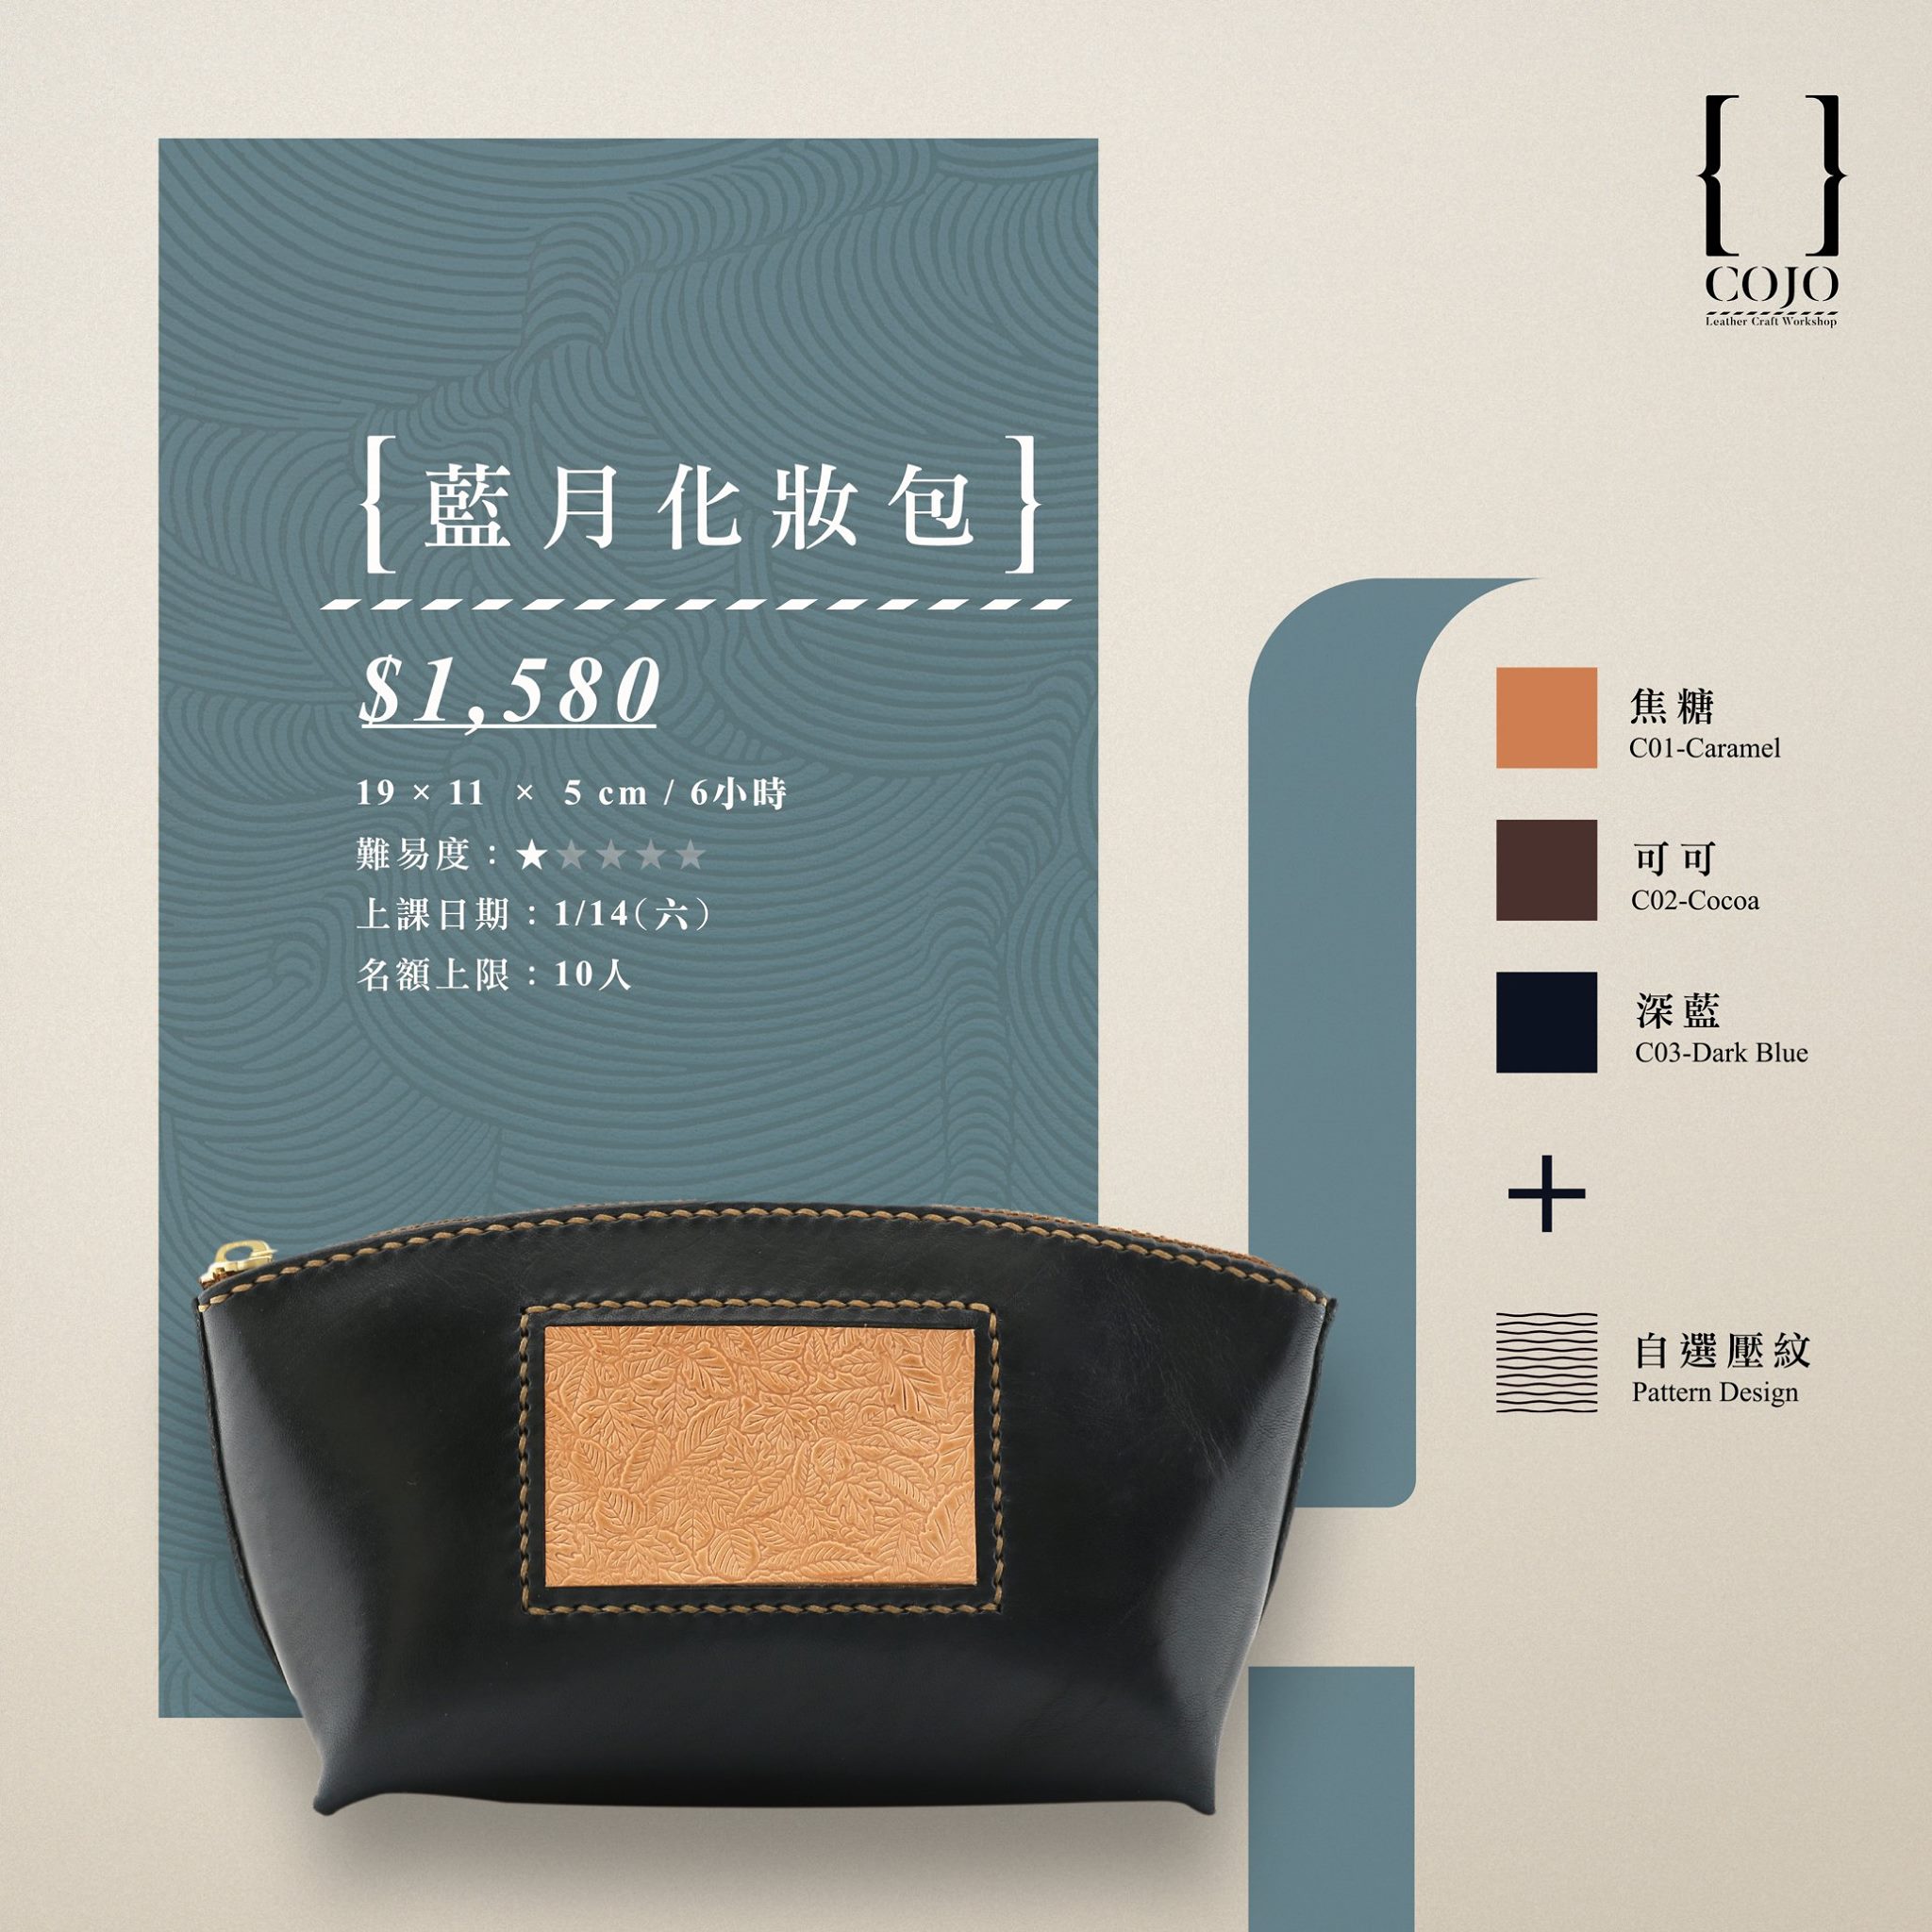 COJO
Leather Craft Workshop
{藍月化妝包}
$1,580
19 × 11 × 5 cm / 6小時
難易度：★★★★★
上課日期：1/14（六）
名額上限：10人
焦糖
C01-Caramel
可可
C02-Cocoa
深藍
C03-Dark Blue
+
自選壓紋
Pattern Design